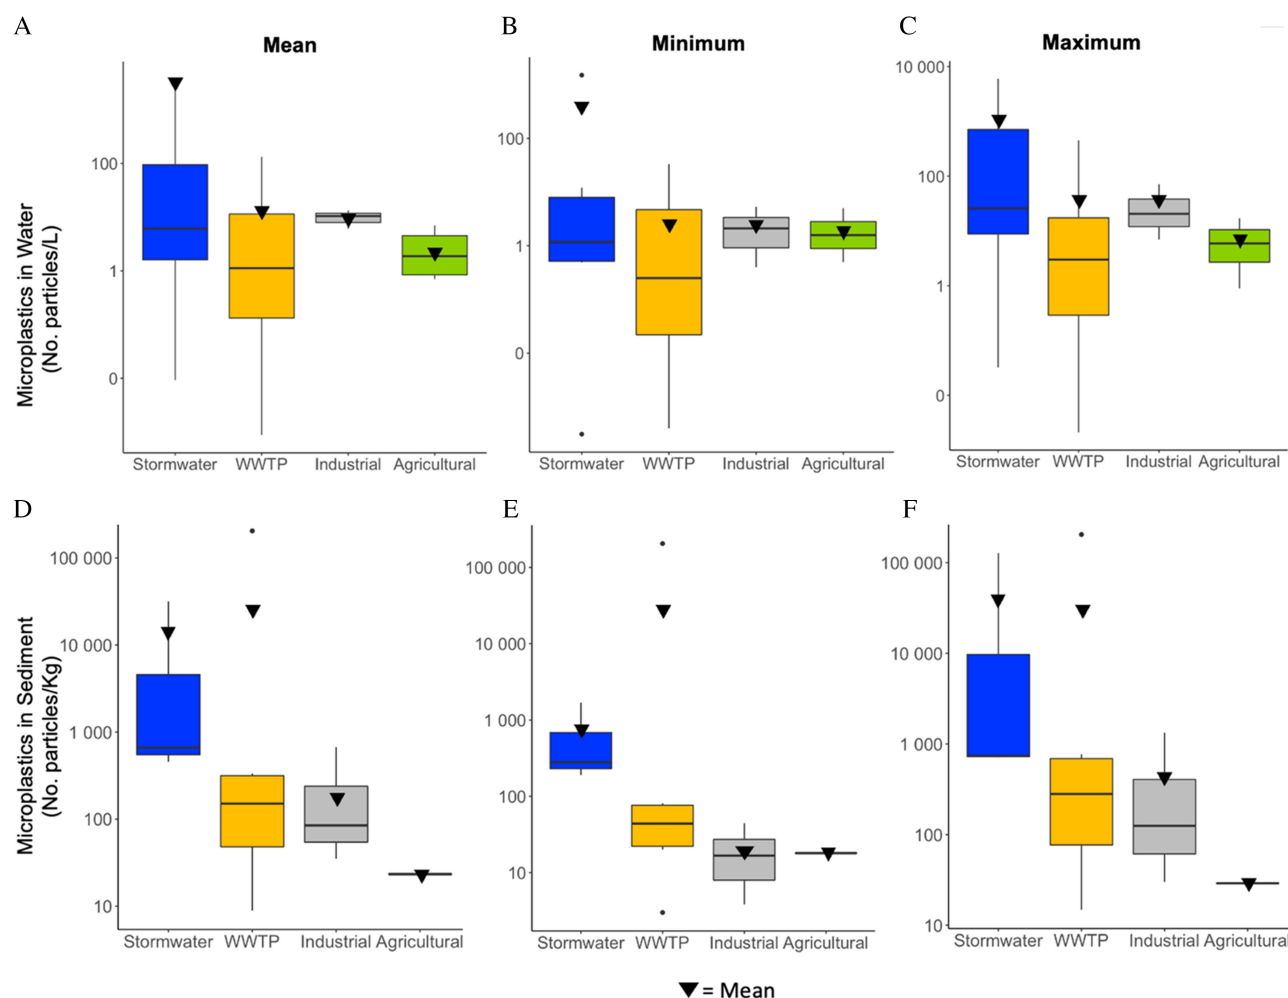 A
Mean
B
Minimum
C
Maximum
Microplastics in Water
(No. particles/L)
100
1
0
Stormwater WWTP Industrial Agricultural
100
1
0
Stormwater WWTP Industrial Agricultural
10 000
100
1
0
Stormwater WWTP Industrial Agricultural
D
E
F
Microplastics in Sediment
(No. particles/Kg)
100 000
10 000
1 000
100
10
Stormwater WWTP Industrial Agricultural
100 000
10 000
1 000
100
10
Stormwater WWTP Industrial Agricultural
100 000
10 000
1 000
100
10
Stormwater WWTP Industrial Agricultural
▼ = Mean